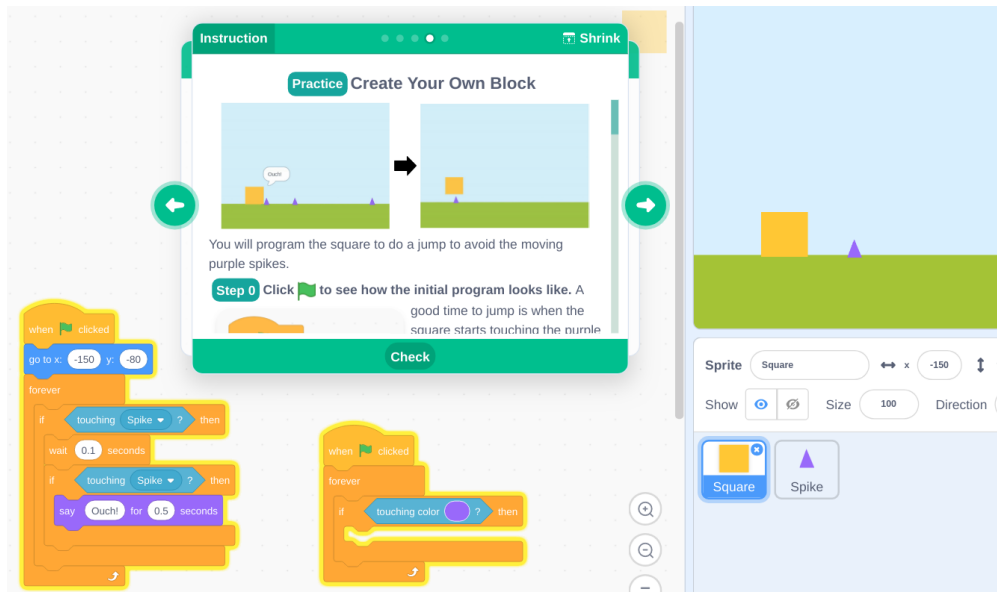 Instruction
Shrink
Practice Create Your Own Block
Ouch!
You will program the square to do a jump to avoid the moving
purple spikes.
Step 0 Click to see how the initial program looks like. A
good time to jump is when the
square starts touching the purple
Check
when clicked
go to x: -150 y: -80
forever
if touching Spike ? then
wait 0.1 seconds
if touching Spike ? then
say Ouch! for 0.5 seconds
when clicked
forever
if touching color ? then
Sprite Square x -150
Show Size 100 Direction
Square
Spike